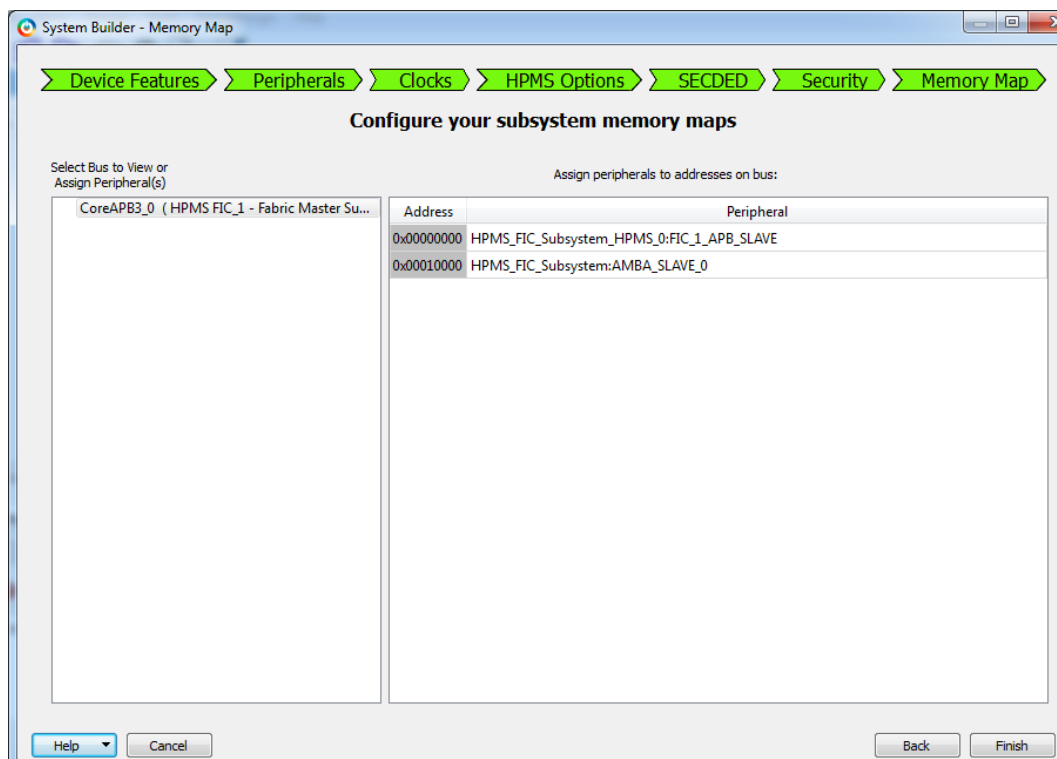 System Builder - Memory Map
Device Features Peripherals Clocks HPMS Options SECDED Security Memory Map
Configure your subsystem memory maps
Select Bus to View or
Assign Peripheral(s)
Assign peripherals to addresses on bus:
CoreAPB3_0 ( HPMS FIC_1 - Fabric Master Su...
Address Peripheral
0x00000000 HPMS_FIC_Subsystem_HPMS_0:FIC_1_APB_SLAVE
0x00010000 HPMS_FIC_Subsystem:AMBA_SLAVE_0
Help Cancel Back Finish